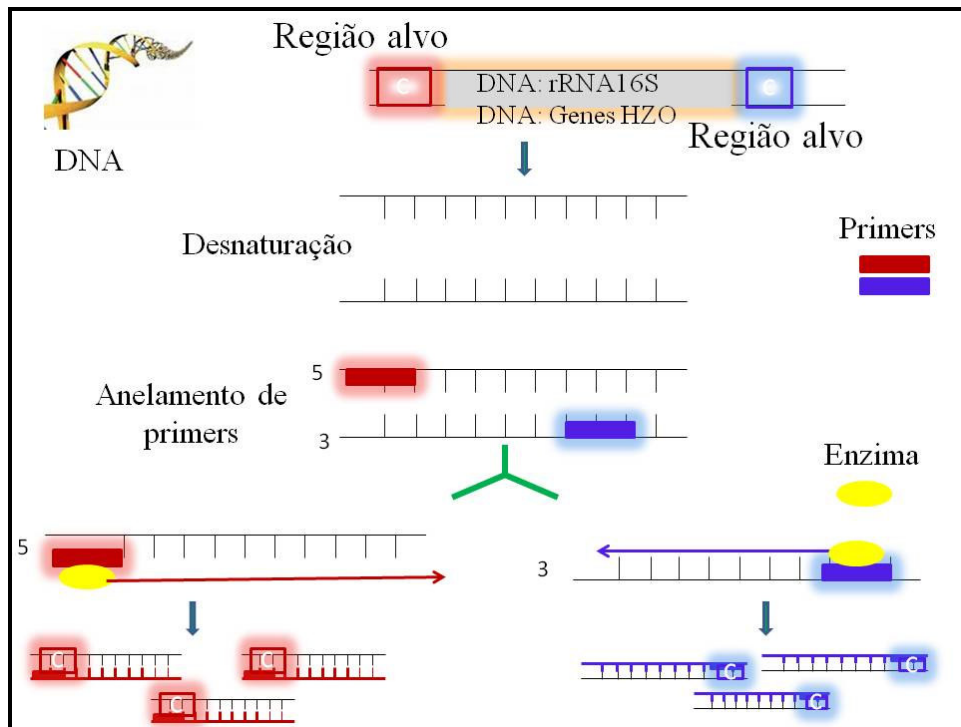 Região alvo
C
DNA: rRNA16S
C
DNA: Genes HZO
Região alvo
DNA
Desnaturação
Primers
5
Anelamento de
primers
3
Enzima
5
3
C
C
C
C
C
C